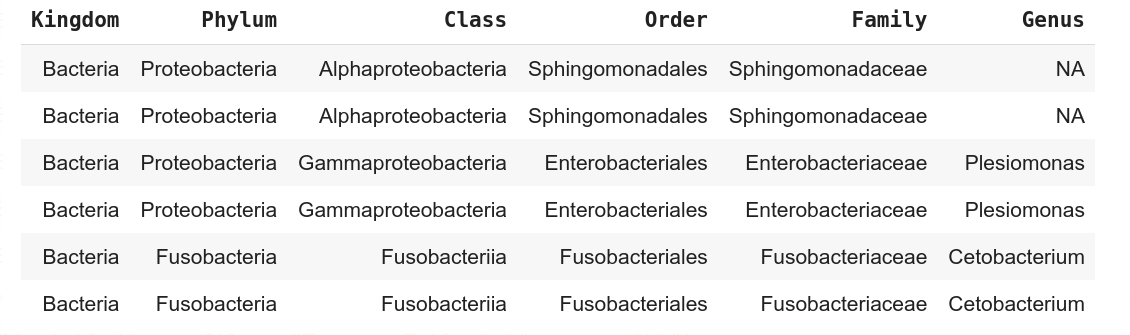 Kingdom Phylum Class Order Family Genus
Bacteria Proteobacteria Alphaproteobacteria Sphingomonadales Sphingomonadaceae NA
Bacteria Proteobacteria Alphaproteobacteria Sphingomonadales Sphingomonadaceae NA
Bacteria Proteobacteria Gammaproteobacteria Enterobacteriales Enterobacteriaceae Plesiomonas
Bacteria Proteobacteria Gammaproteobacteria Enterobacteriales Enterobacteriaceae Plesiomonas
Bacteria Fusobacteria Fusobacteriia Fusobacteriales Fusobacteriaceae Cetobacterium
Bacteria Fusobacteria Fusobacteriia Fusobacteriales Fusobacteriaceae Cetobacterium